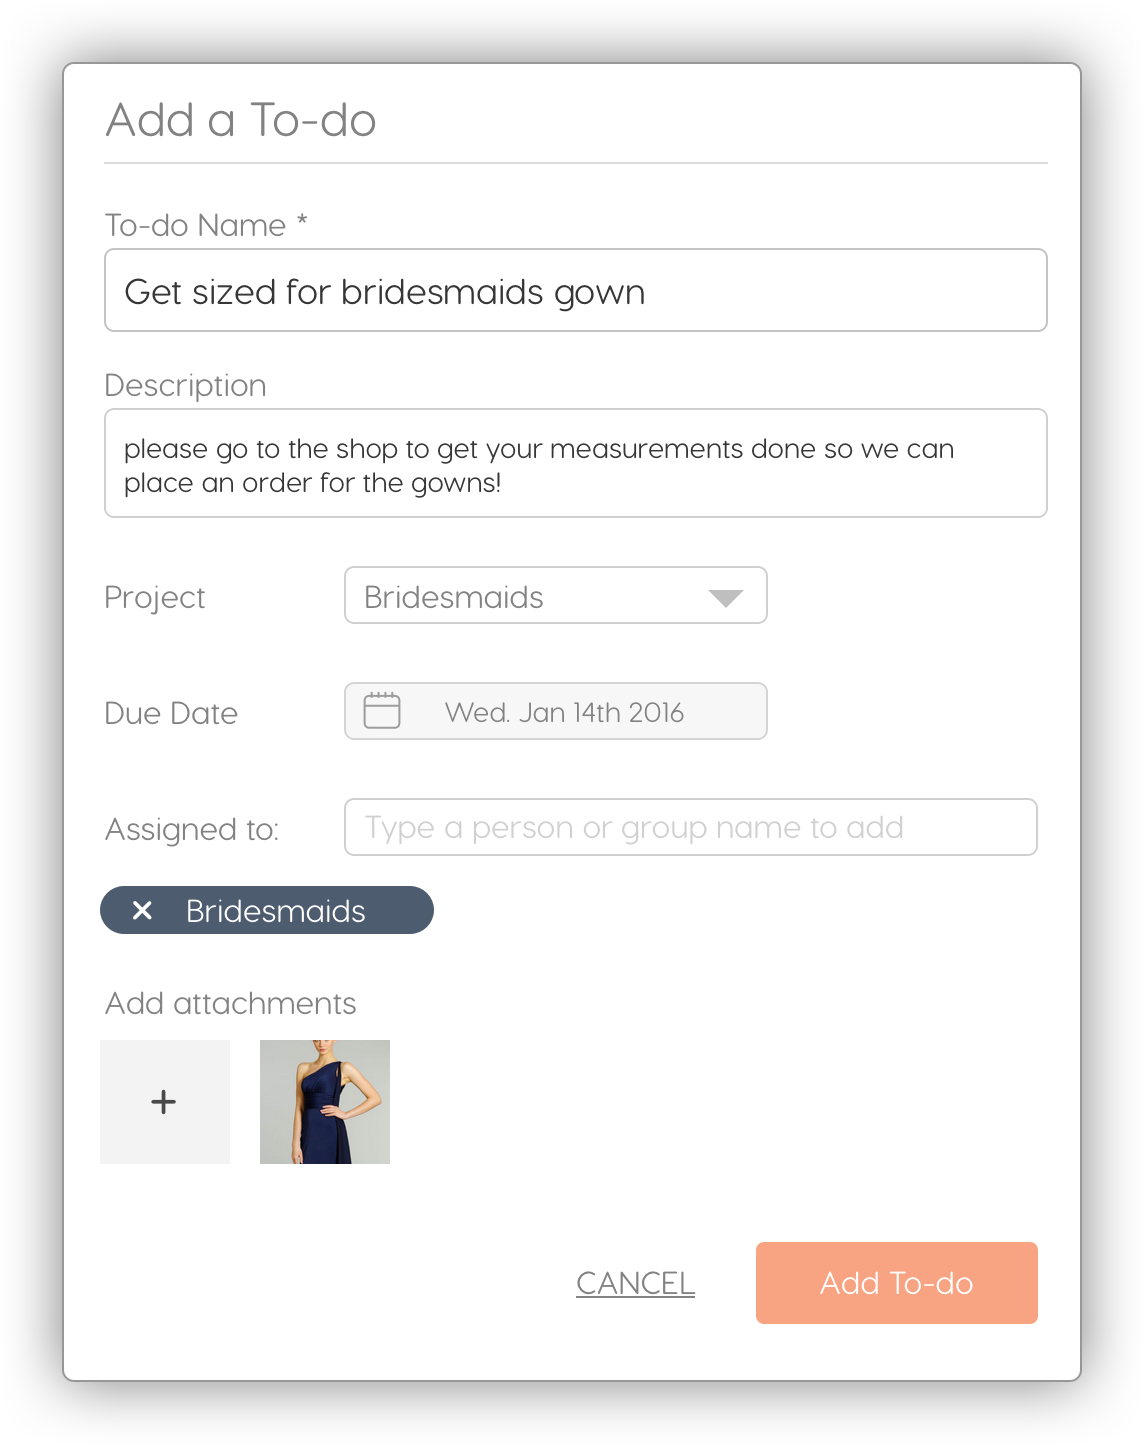 Add a To-do
To-do Name *
Get sized for bridesmaids gown
Description
please go to the shop to get your measurements done so we can
place an order for the gowns!
Project
Bridesmaids
Due Date
Wed. Jan 14th 2016
Assigned to:
Type a person or group name to add
Bridesmaids
Add attachments
CANCEL
Add To-do